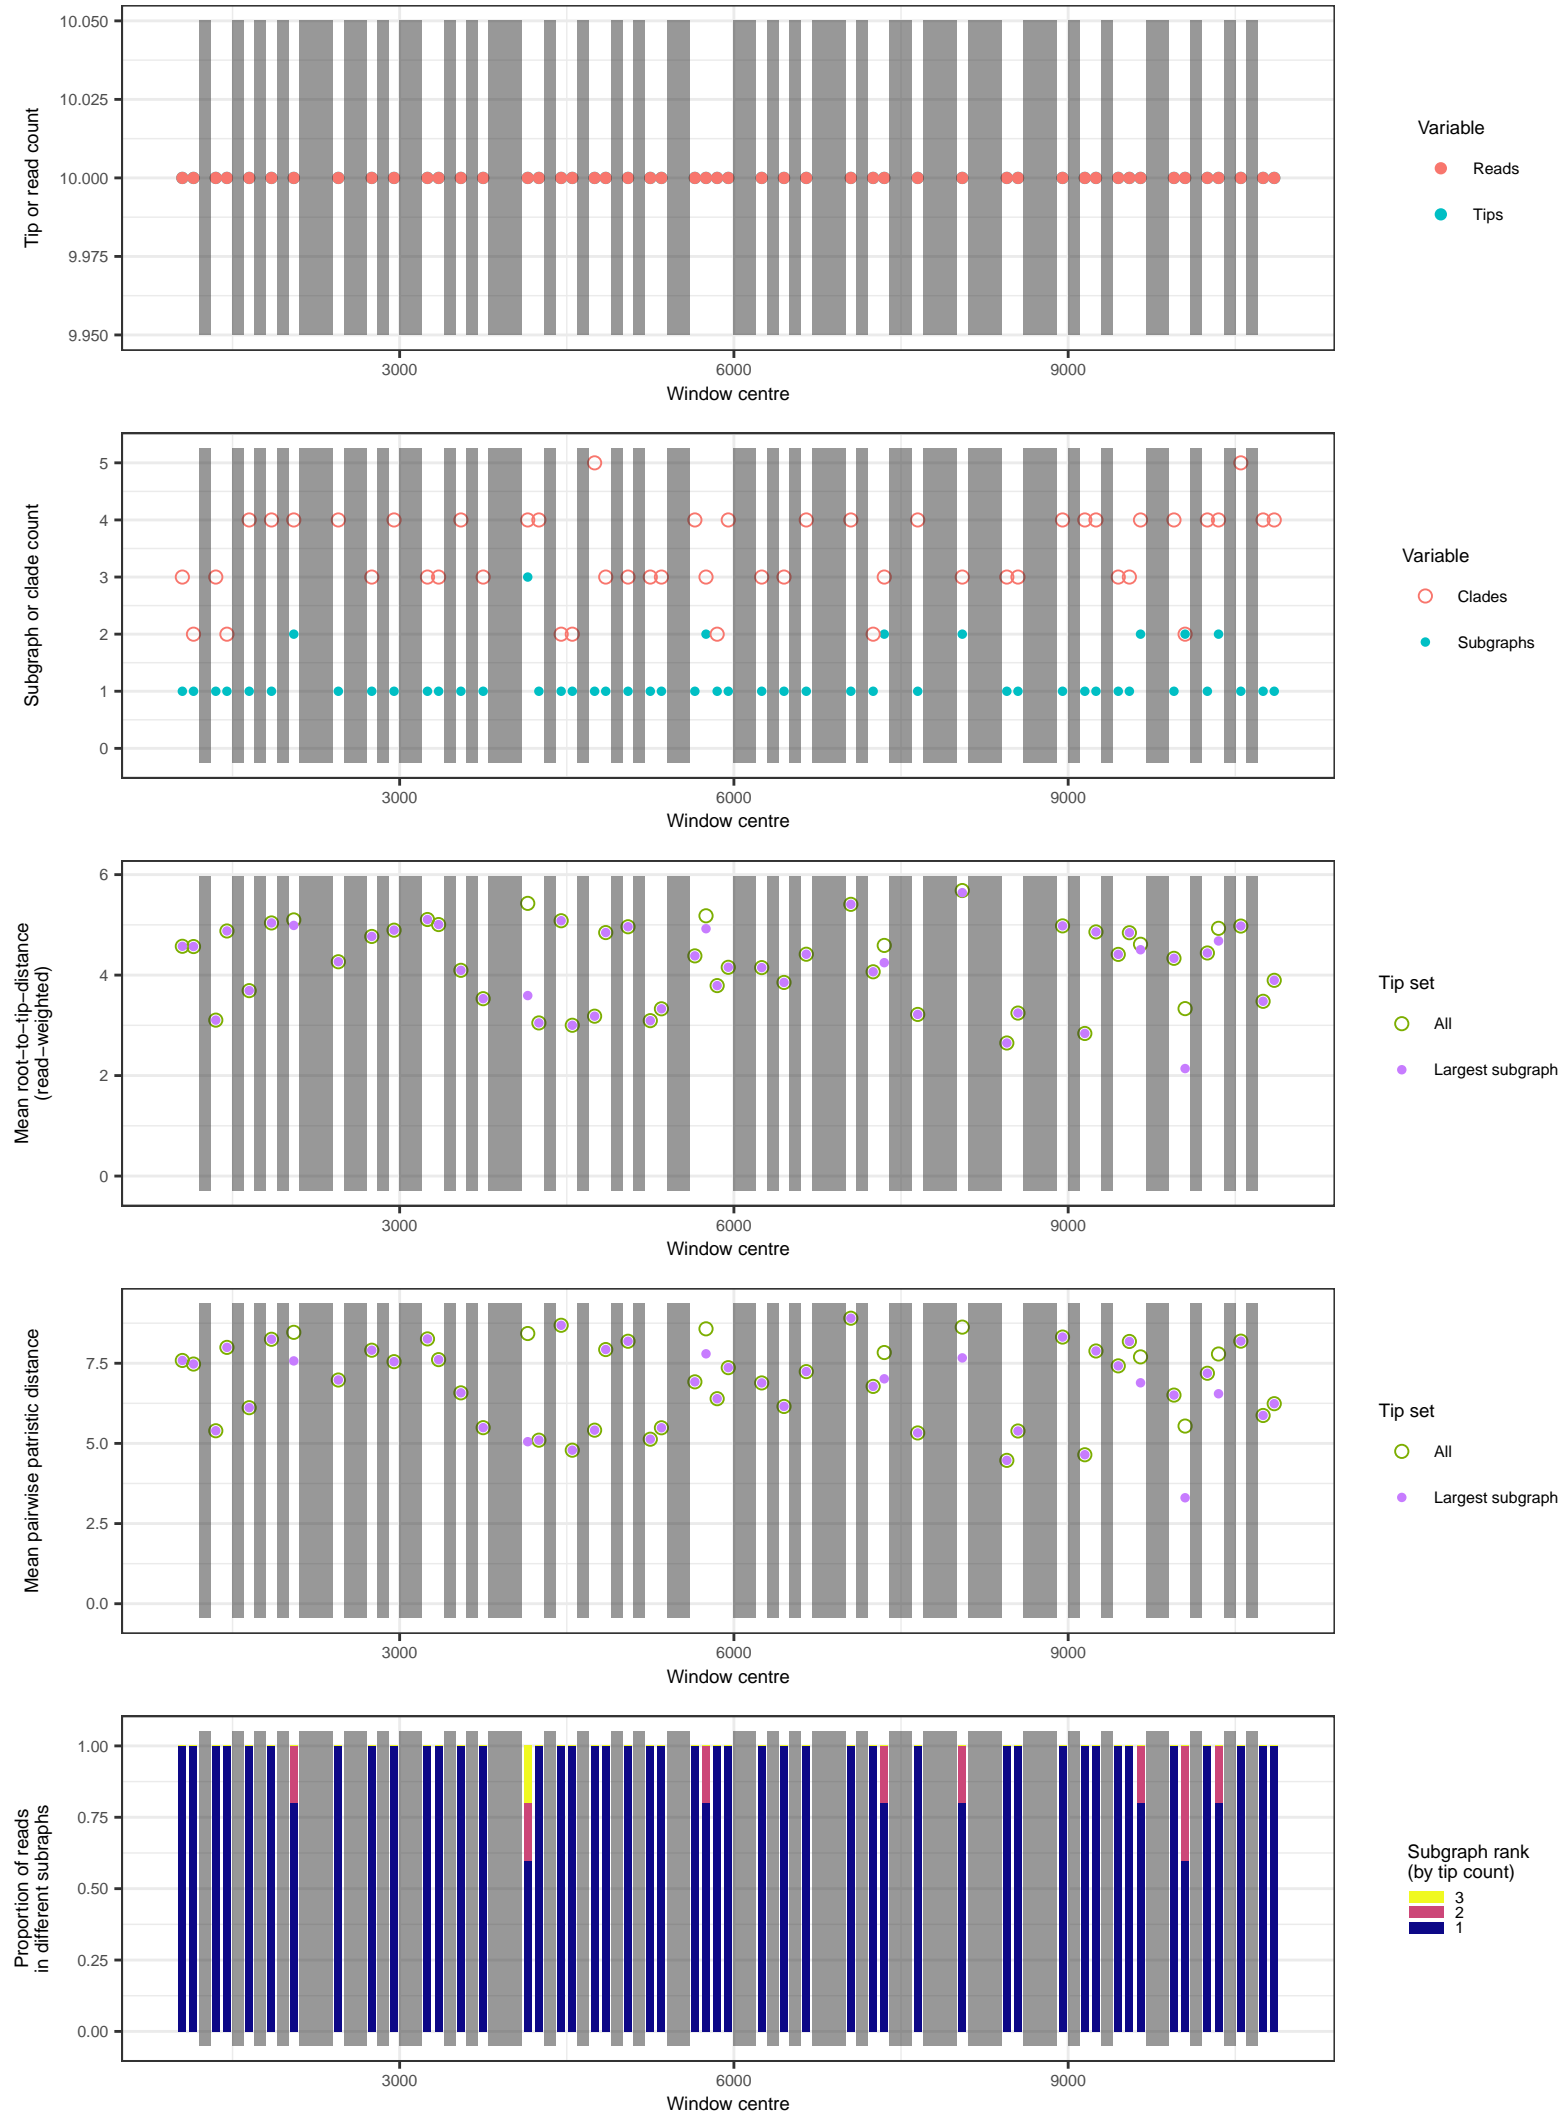 10.050
10.025
10.000
9.975
9.950
Tip or read count
3000
6000
9000
Window centre
Variable
Reads
Tips
5
4
3
2
1
0
Subgraph or clade count
3000
6000
9000
Window centre
Variable
Clades
Subgraphs
6
4
2
0
Mean root−to−tip−distance
(read−weighted)
3000
6000
9000
Window centre
Tip set
All
Largest subgraph
7.5
5.0
2.5
0.0
Mean pairwise patristic distance
3000
6000
9000
Window centre
Tip set
All
Largest subgraph
1.00
0.75
0.50
0.25
0.00
Proportion of reads
in different subraphs
3000
6000
9000
Window centre
Subgraph rank
(by tip count)
3
2
1